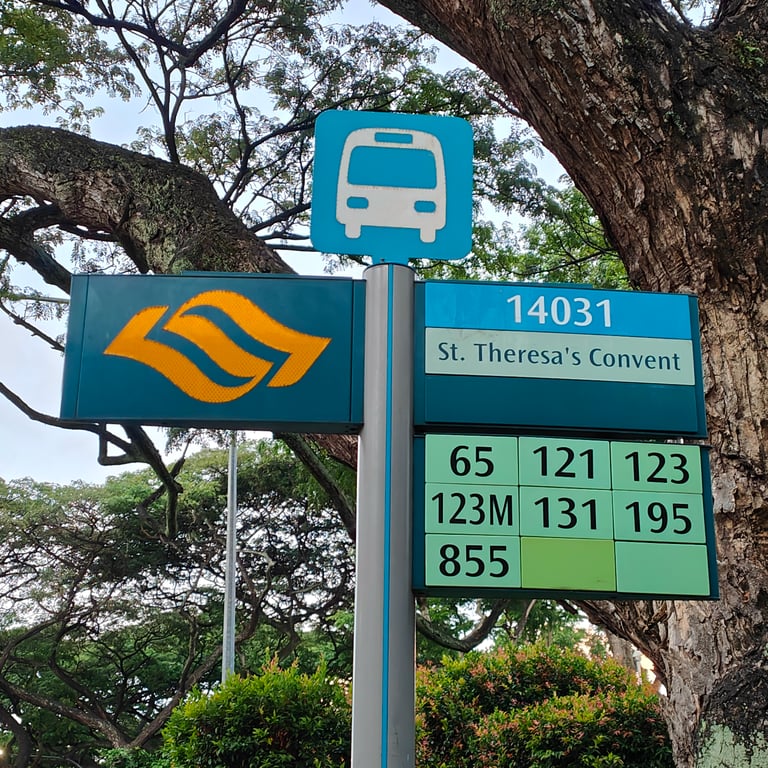 14031
St. Theresa's Convent
65 121 123
123M 131 195
855